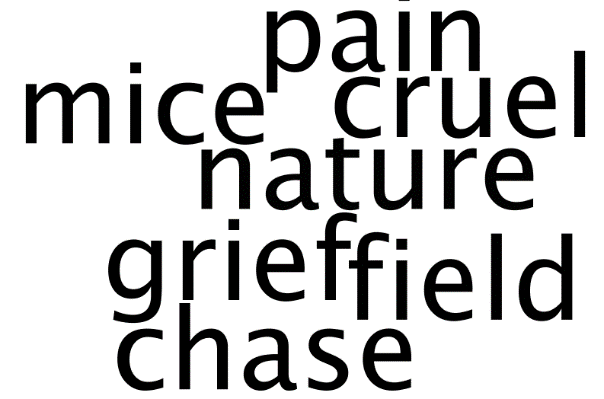 pain
mice cruel
nature
grief field
chase